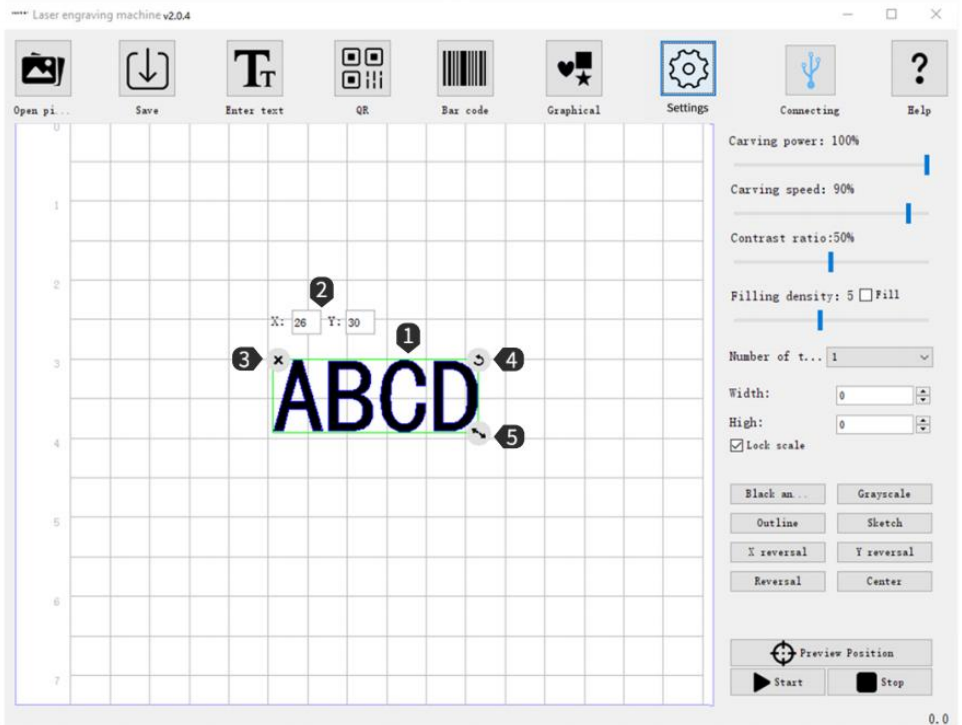 Laser engraving machine v2.0.4
Open pi... Save Enter text QR Bar code Graphical Settings Connecting Help
0
1
2
3
4
5
6
7
2
X: 26 Y: 30
1
3
4
ABCD
5
Carving power: 100%
Carving speed: 90%
Contrast ratio:50%
Filling density: 5 Fill
Number of t... 1
Width: 0
High: 0
Lock scale
Black an... Grayscale
Outline Sketch
X reversal Y reversal
Reversal Center
Preview Position
Start Stop
0.0